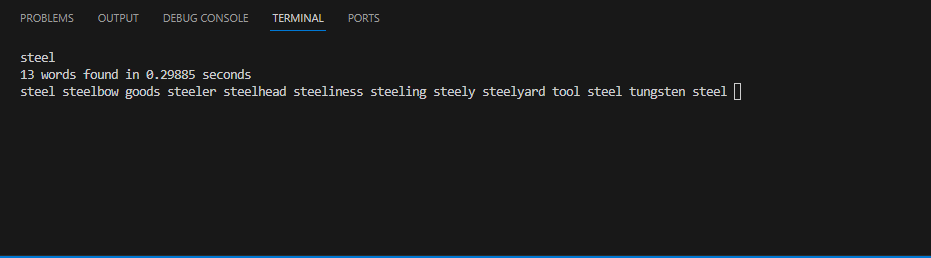 PROBLEMS OUTPUT DEBUG CONSOLE TERMINAL PORTS
steel
13 words found in 0.29885 seconds
steel steelbow goods steeler steelhead steeliness steeling steely steelyard tool steel tungsten steel